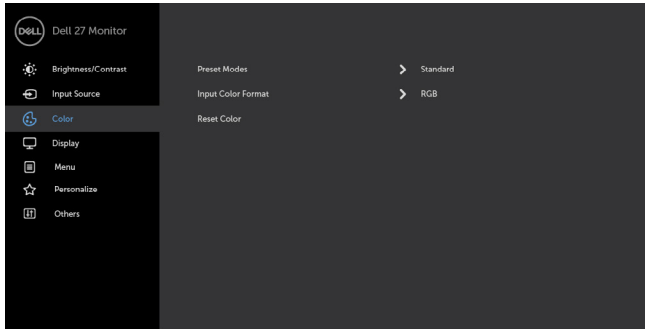 DELL Dell 27 Monitor
Brightness/Contrast Preset Modes Standard
Input Source Input Color Format RGB
Color Reset Color
Display
Menu
Personalize
Others